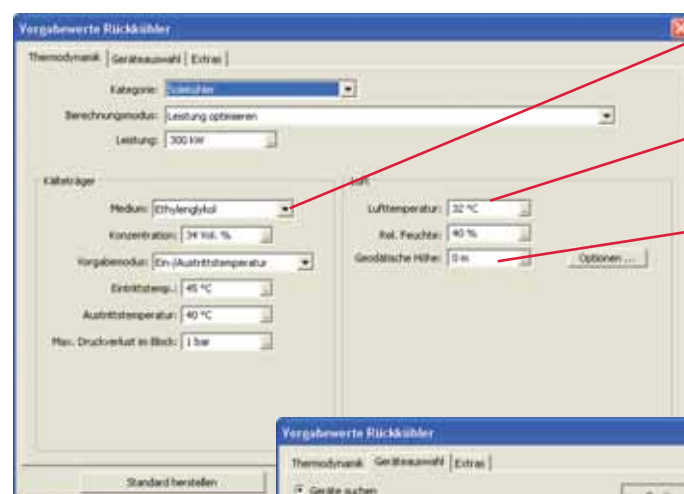 Vorgabewerte Rückkühler
Thermodynamik Geräteauswahl Extras
Kategorie: Solekühler
Berechnungsmodus: Leistung optimieren
Leistung: 300 kW
Kälteträger
Luft
Medium: Ethylenglykol
Lufttemperatur: 32 °C
Konzentration: 34 Vol. %
Rel. Feuchte: 40 %
Vorgabemodus: Ein-/Austrittstemperatur
Geodätische Höhe: 0 m
Optionen ...
Eintrittstemp.: 45 °C
Austrittstemperatur: 40 °C
Max. Druckverlust im Block: 1 bar
Vorgabewerte Rückkühler
Thermodynamik Geräteauswahl Extras
Standard herstellen
Geräte suchen